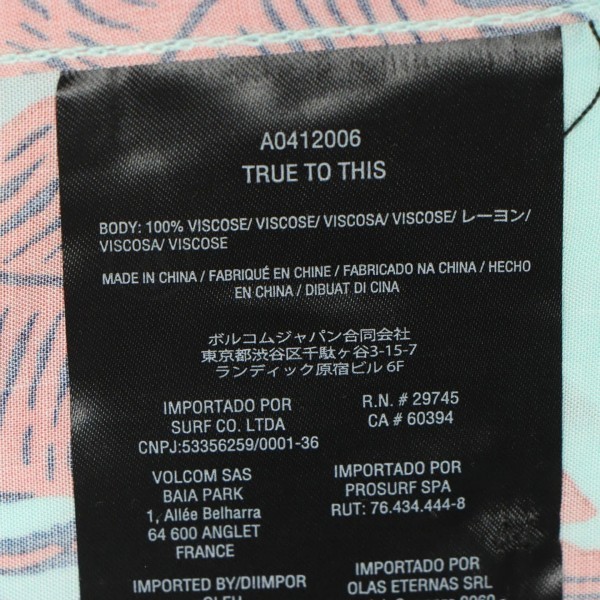 A0412006
TRUE TO THIS
BODY: 100% VISCOSE/ VISCOSE/ VISCOSA/ VISCOSE/ レーヨン/
VISCOSA/ VISCOSE
MADE IN CHINA / FABRIQUÉ EN CHINE / FABRICADO NA CHINA / HECHO
EN CHINA / DIBUAT DI CINA
ボルコムジャパン合同会社
東京都渋谷区千駄ヶ谷3-15-7
ランディック原宿ビル 6F
IMPORTADO POR
SURF CO. LTDA
CNPJ:53356259/0001-36
R.N. # 29745
CA # 60394
VOLCOM SAS
BAIA PARK
1, Allée Belharra
64 600 ANGLET
FRANCE
IMPORTADO POR
PROSURF SPA
RUT: 76.434.444-8
IMPORTED BY/DIIMPOR
IMPORTADO POR
OLAS ETERNAS SRL